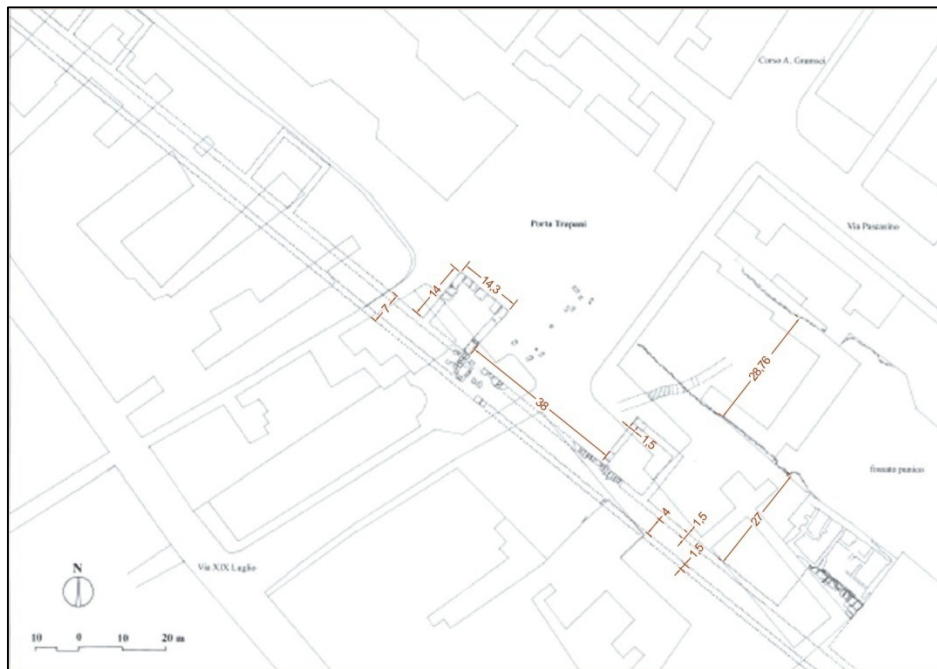 Corso A. Gramsci
Porta Trapani
Via Pascasino
14,3
14
7
28,76
38
1,5
fossato punico
4
1,5
27
1,5
Via XIX Luglio
N
10 0 10 20 m